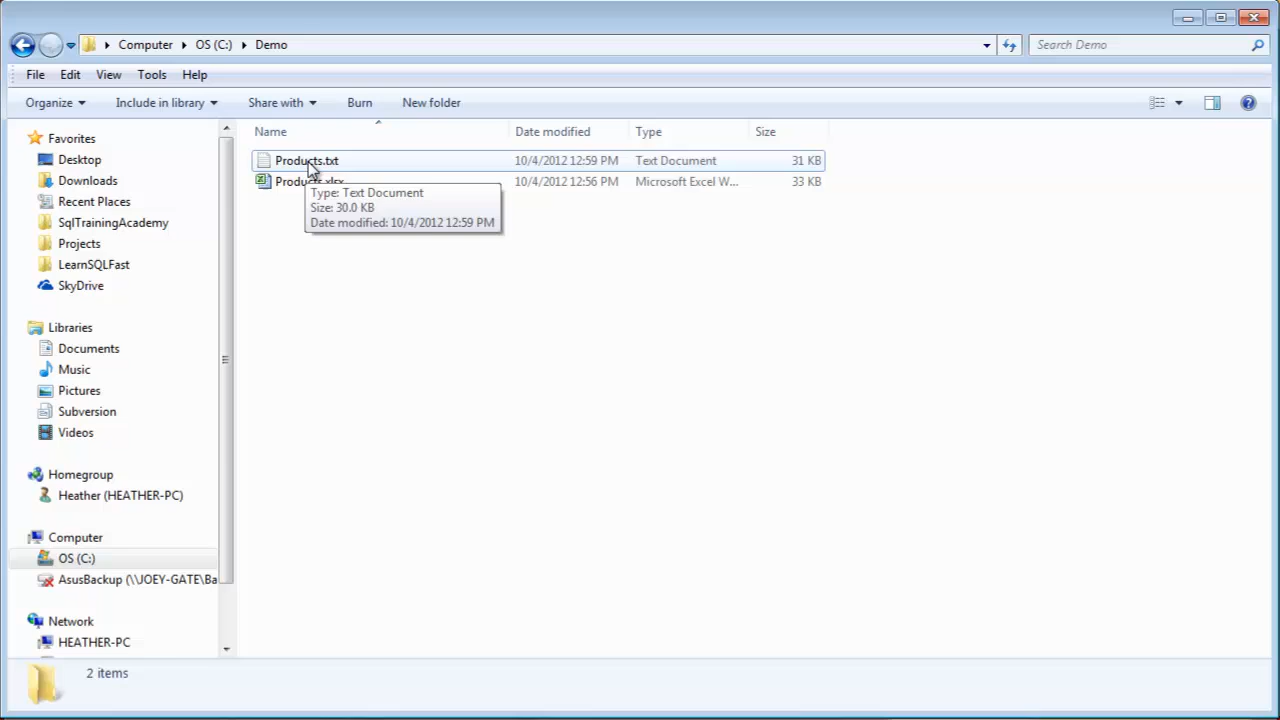 Computer ▸ OS (C:) ▸ Demo
Search Demo
File Edit View Tools Help
Organize Include in library Share with Burn New folder
Name Date modified Type Size
Products.txt 10/4/2012 12:59 PM Text Document 31 KB
Products.xlsx 10/4/2012 12:56 PM Microsoft Excel W... 33 KB
Type: Text Document
Size: 30.0 KB
Date modified: 10/4/2012 12:59 PM
Favorites
Desktop
Downloads
Recent Places
SqlTrainingAcademy
Projects
LearnSQLFast
SkyDrive
Libraries
Documents
Music
Pictures
Subversion
Videos
Homegroup
Heather (HEATHER-PC)
Computer
OS (C:)
AsusBackup (\\JOEY-GATE\Ba
Network
HEATHER-PC
2 items